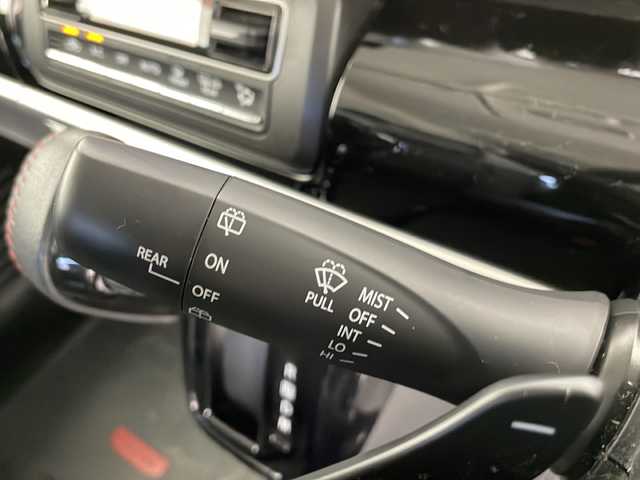 REAR
ON
OFF
PULL
MIST
OFF
INT
LO
HI